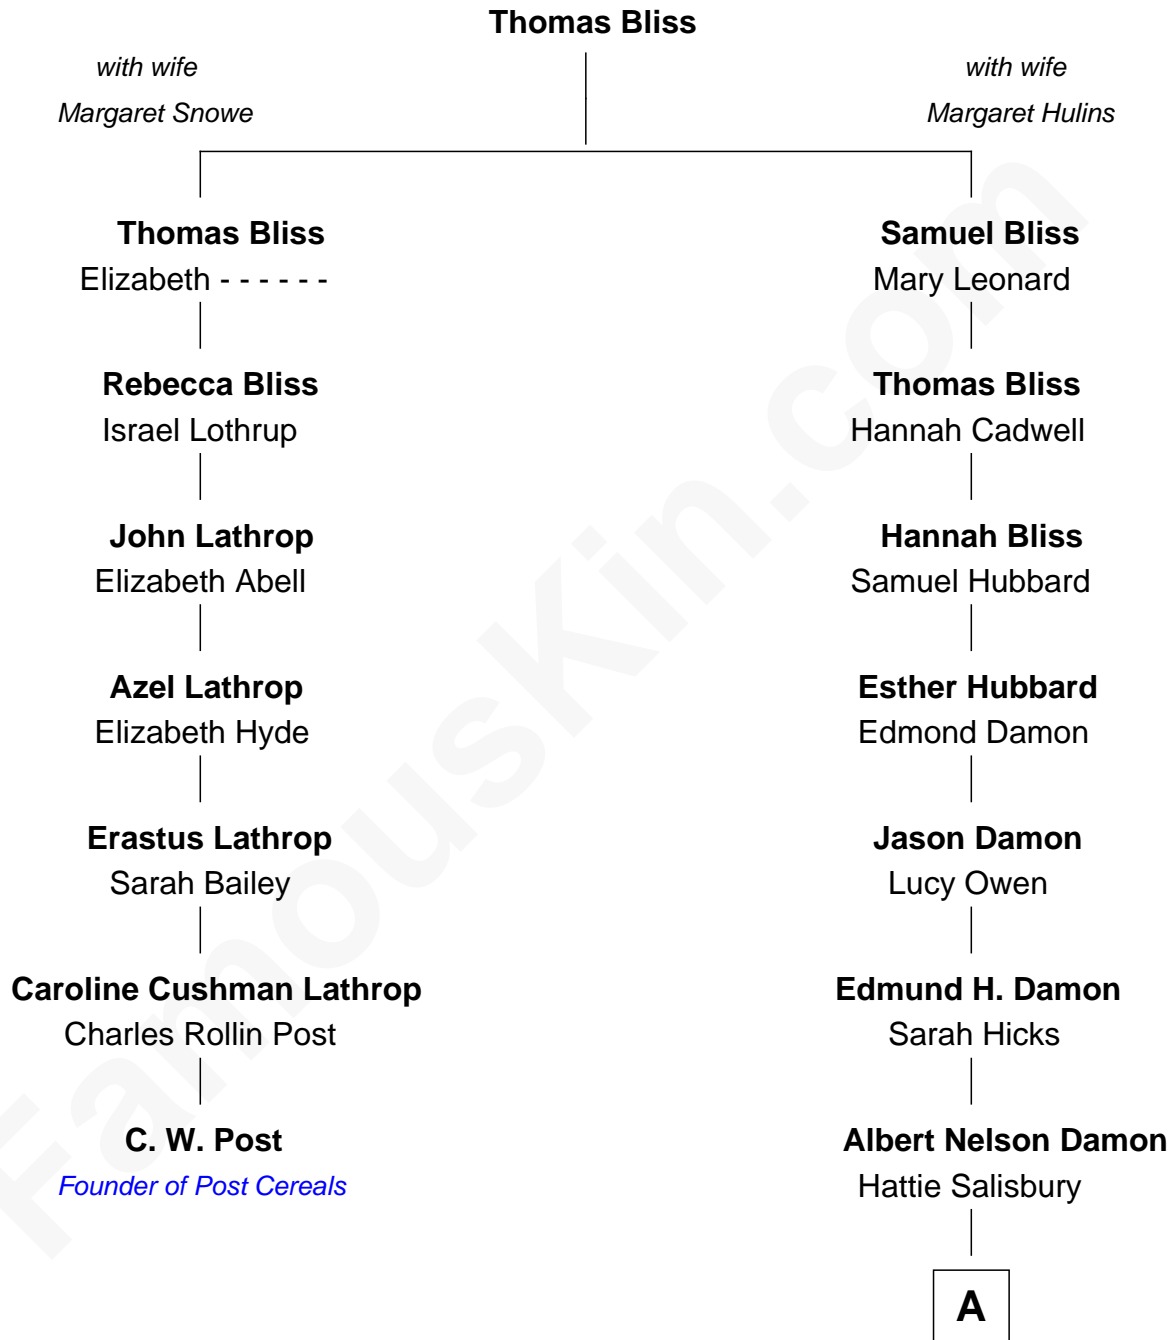 Thomas Bliss
with wife
Margaret Snowe
with wife
Margaret Hulins
Thomas Bliss
Elizabeth - - - - - -
Samuel Bliss
Mary Leonard
Rebecca Bliss
Israel Lothrup
Thomas Bliss
Hannah Cadwell
John Lathrop
Elizabeth Abell
Hannah Bliss
Samuel Hubbard
Azel Lathrop
Elizabeth Hyde
Esther Hubbard
Edmond Damon
Erastus Lathrop
Sarah Bailey
Jason Damon
Lucy Owen
Caroline Cushman Lathrop
Charles Rollin Post
Edmund H. Damon
Sarah Hicks
C. W. Post
Founder of Post Cereals
Albert Nelson Damon
Hattie Salisbury
A
FamousKin.com